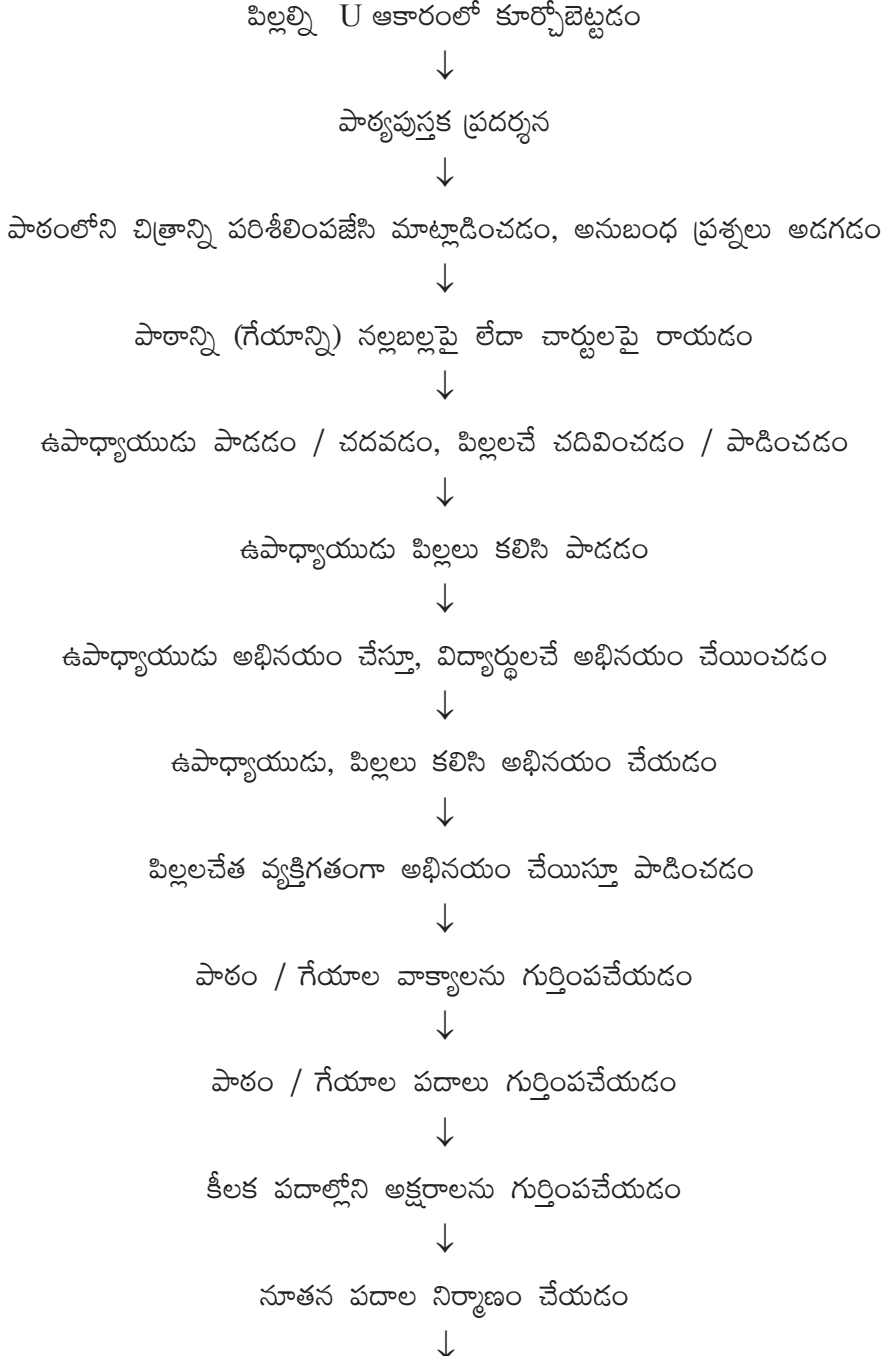 పిల్లల్ని U ఆకారంలో కూర్చోబెట్టడం
↓
పాఠ్యపుస్తక ప్రదర్శన
↓
పాఠంలోని చిత్రాన్ని పరిశీలింపజేసి మాట్లాడించడం, అనుబంధ ప్రశ్నలు అడగడం
↓
పాఠాన్ని (గేయాన్ని) నల్లబల్లపై లేదా చార్టులపై రాయడం
↓
ఉపాధ్యాయుడు పాడడం / చదవడం, పిల్లలచే చదివించడం / పాడించడం
↓
ఉపాధ్యాయుడు పిల్లలు కలిసి పాడడం
↓
ఉపాధ్యాయుడు అభినయం చేస్తూ, విద్యార్థులచే అభినయం చేయించడం
↓
ఉపాధ్యాయుడు, పిల్లలు కలిసి అభినయం చేయడం
↓
పిల్లలచేత వ్యక్తిగతంగా అభినయం చేయిస్తూ పాడించడం
↓
పాఠం / గేయాల వాక్యాలను గుర్తింపచేయడం
↓
పాఠం / గేయాల పదాలు గుర్తింపచేయడం
↓
కీలక పదాల్లోని అక్షరాలను గుర్తింపచేయడం
↓
నూతన పదాల నిర్మాణం చేయడం
↓